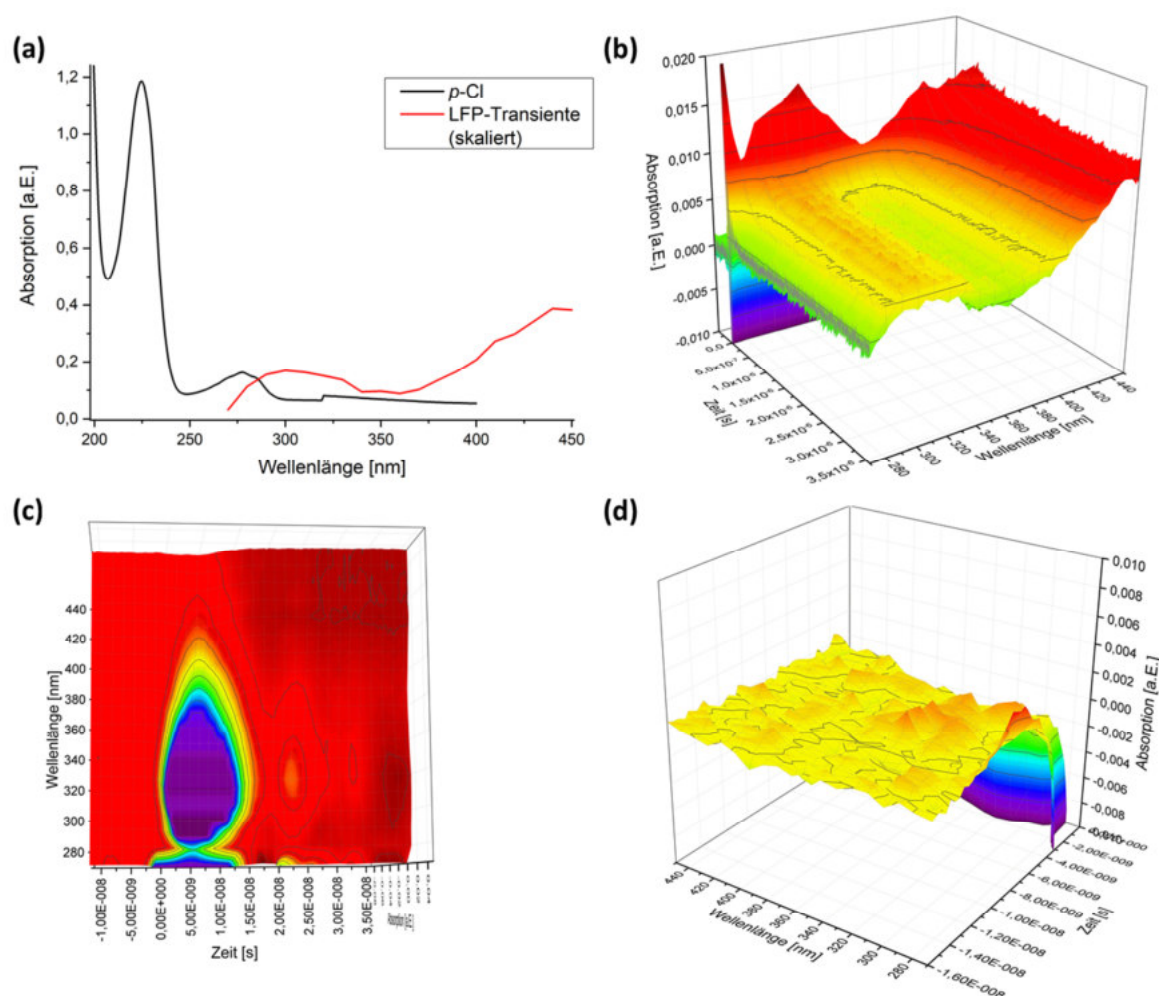 (a)
1,2
1,0
0,8
0,6
0,4
0,2
0,0
Absorption [a.E.]
p-Cl
LFP-Transiente
(skaliert)
200 250 300 350 400 450
Wellenlänge [nm]
(b)
0,020
0,015
0,010
0,005
0,000
-0,005
-0,010
Absorption [a.E.]
0,0
Zeit [s]
280 300 320 340 360 380 400 420 440
Wellenlänge [nm]
(c)
440
420
400
380
360
340
320
300
280
Wellenlänge [nm]
-1,00E-008
-5,00E-009
0,00E+000
5,00E-009
1,00E-008
1,50E-008
2,00E-008
2,50E-008
3,00E-008
3,50E-008
Zeit [s]
(d)
0,010
0,008
0,006
0,004
0,002
0,000
-0,002
-0,004
-0,006
-0,008
Absorption [a.E.]
-2,00E-009
-4,00E-009
-6,00E-009
-8,00E-009
-1,00E-008
-1,20E-008
-1,40E-008
-1,60E-008
Zeit [s]
440 420 400 380 360 340 320 300 280
Wellenlänge [nm]